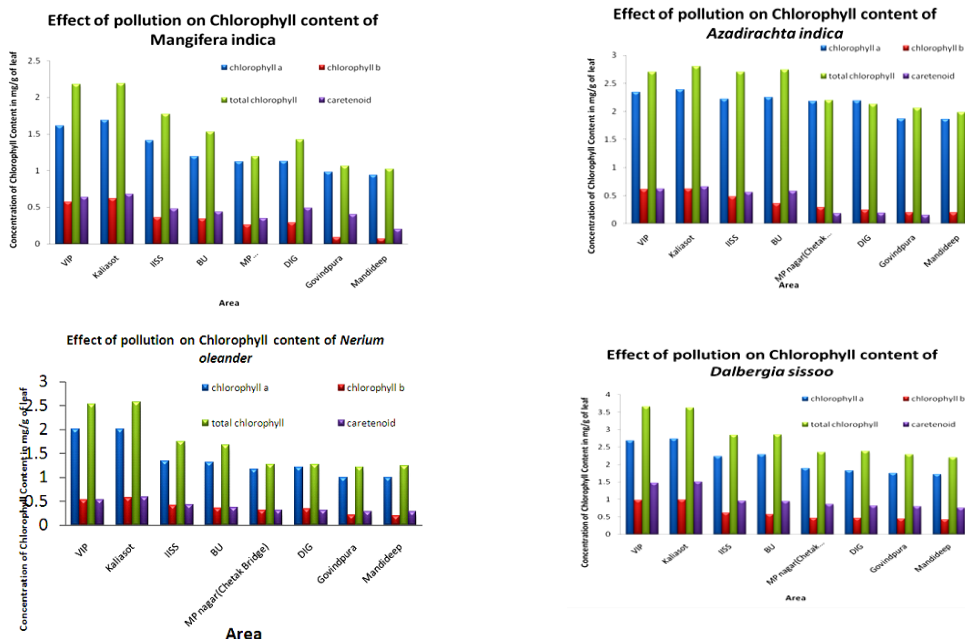 Effect of pollution on Chlorophyll content of
Mangifera indica
Concentration of Chlorophyll Content in mg/g of leaf
2.5
2
1.5
1
0.5
0
chlorophyll a
chlorophyll b
total chlorophyll
caretenoid
VIP
Kaliasot
IISS
BU
MP ...
DIG
Govindpura
Mandideep
Area
Effect of pollution on Chlorophyll content of
Azadirachta indica
Concentration of Chlorophyll Content in mg/g of leaf
3
2.5
2
1.5
1
0.5
0
chlorophyll a
chlorophyll b
total chlorophyll
caretenoid
VIP
Kaliasot
IISS
BU
MP nagar(Chetak...
DIG
Govindpura
Mandideep
Area
Effect of pollution on Chlorophyll content of Nerium
oleander
Concentration of Chlorophyll Content in mg/g of leaf
3
2.5
2
1.5
1
0.5
0
chlorophyll a
chlorophyll b
total chlorophyll
caretenoid
VIP
Kaliasot
IISS
BU
MP nagar(Chetak Bridge)
DIG
Govindpura
Mandideep
Area
Effect of pollution on Chlorophyll content of
Dalbergia sissoo
Concentration of Chlorophyll Content in mg/g of leaf
4
3.5
3
2.5
2
1.5
1
0.5
0
chlorophyll a
chlorophyll b
total chlorophyll
caretenoid
VIP
Kaliasot
IISS
BU
MP nagar(Chetak...
DIG
Govindpura
Mandideep
Area